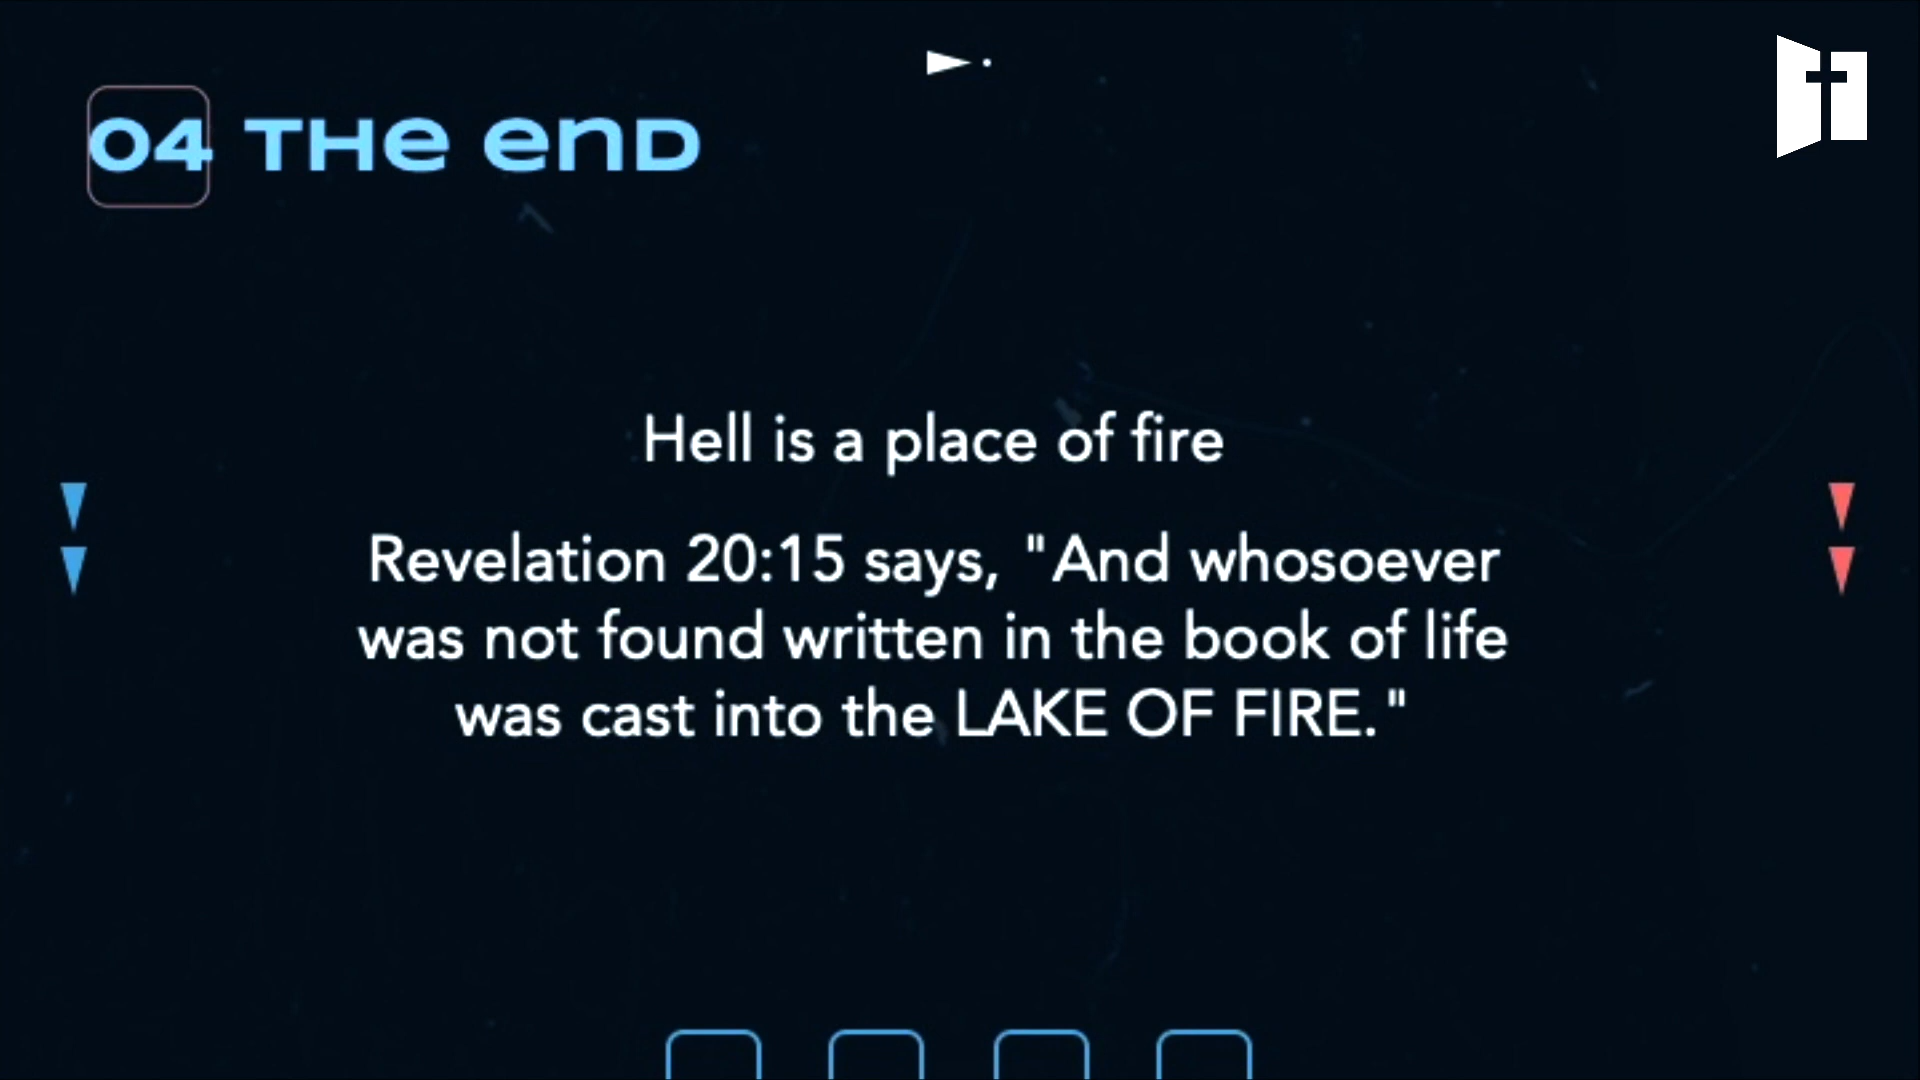 04 THe enD
Hell is a place of fire
Revelation 20:15 says, "And whosoever
was not found written in the book of life
was cast into the LAKE OF FIRE."